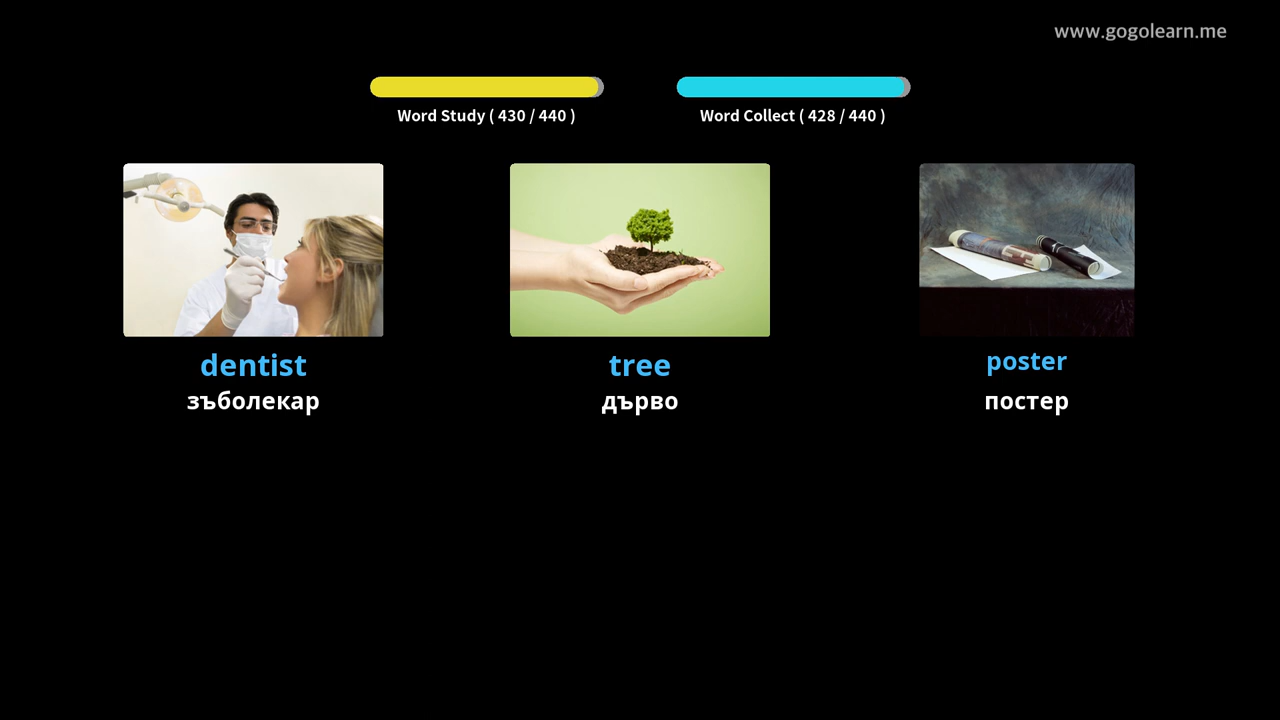 www.gogolearn.me
Word Study ( 430 / 440 )
Word Collect ( 428 / 440 )
dentist
зъболекар
tree
дърво
poster
постер